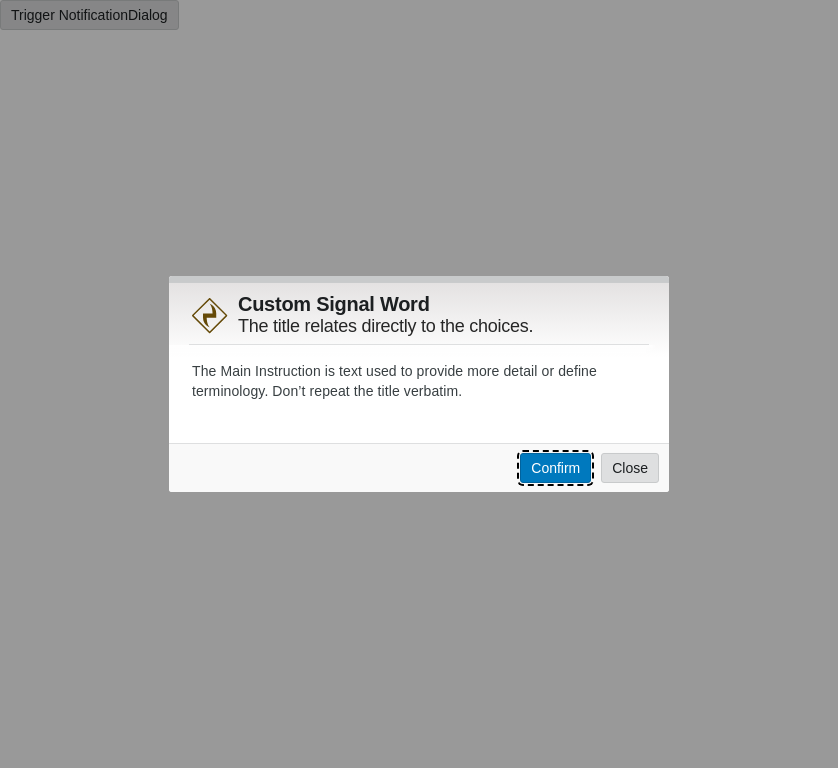 Trigger NotificationDialog
Custom Signal Word
The title relates directly to the choices.
The Main Instruction is text used to provide more detail or define
terminology. Don’t repeat the title verbatim.
Confirm Close